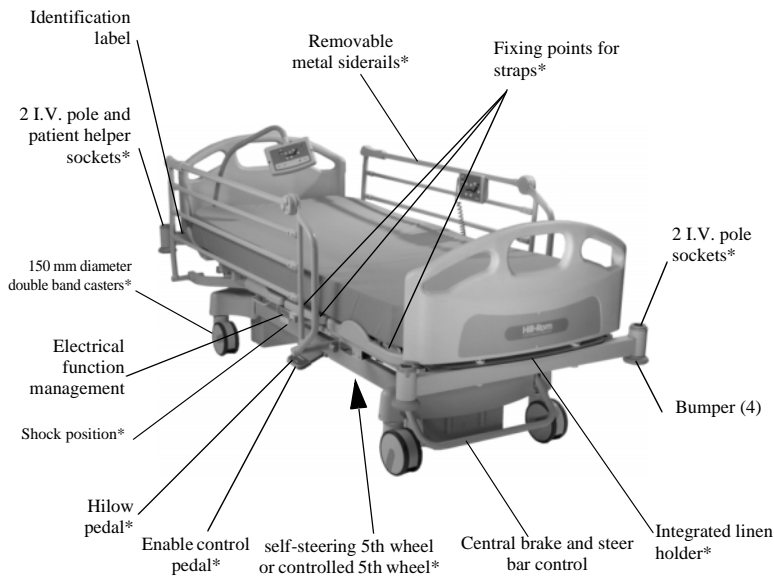 Identification
label
Removable
metal siderails*
Fixing points for
straps*
2 I.V. pole and
patient helper
sockets*
2 I.V. pole
sockets*
150 mm diameter
double band casters*
Hill-Rom
Electrical
function
management
Bumper (4)
Shock position*
Hilow
pedal*
Enable control
pedal*
self-steering 5th wheel
or controlled 5th wheel*
Central brake and steer
bar control
Integrated linen
holder*